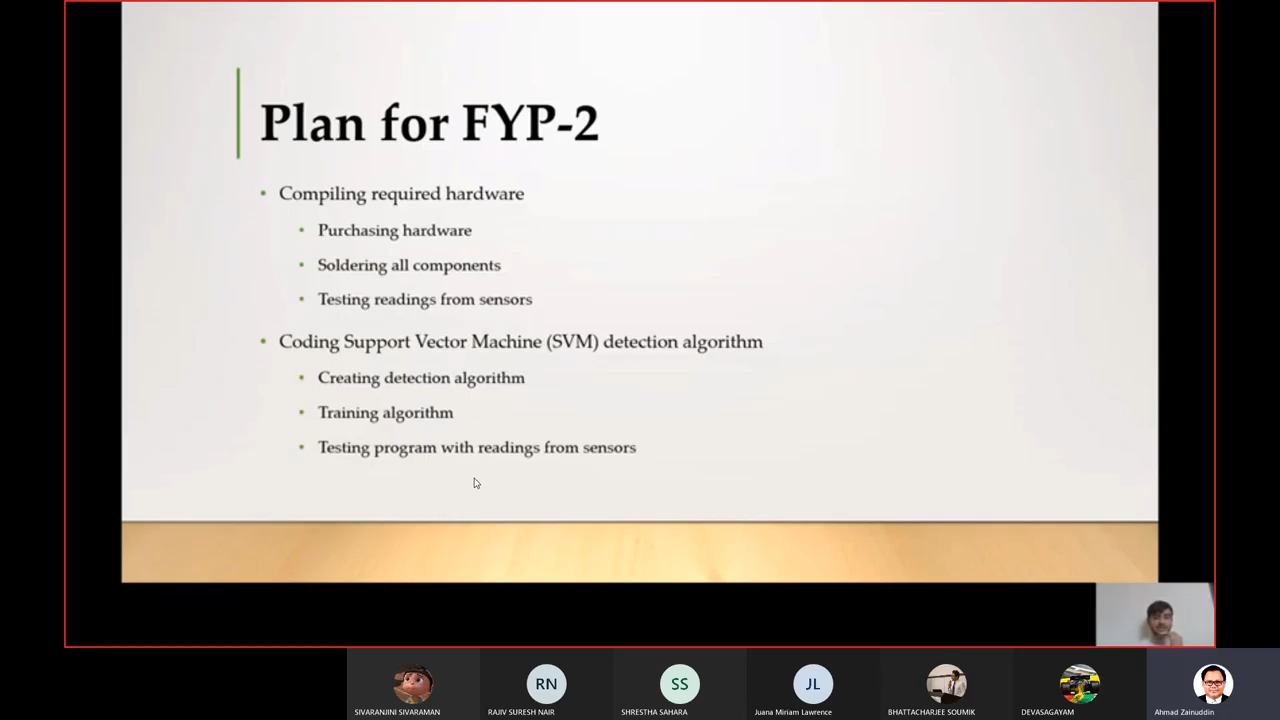 Plan for FYP-2
• Compiling required hardware
• Purchasing hardware
• Soldering all components
• Testing readings from sensors
• Coding Support Vector Machine (SVM) detection algorithm
• Creating detection algorithm
• Training algorithm
• Testing program with readings from sensors
RN
SS
JL
SIVARANJINI SIVARAMAN
RAJIV SURESH NAIR
SHRESTHA SAHARA
Juana Miriam Lawrence
BHATTACHARJEE SOUMIK
DEVASAGAYAM
Ahmad Zainuddin